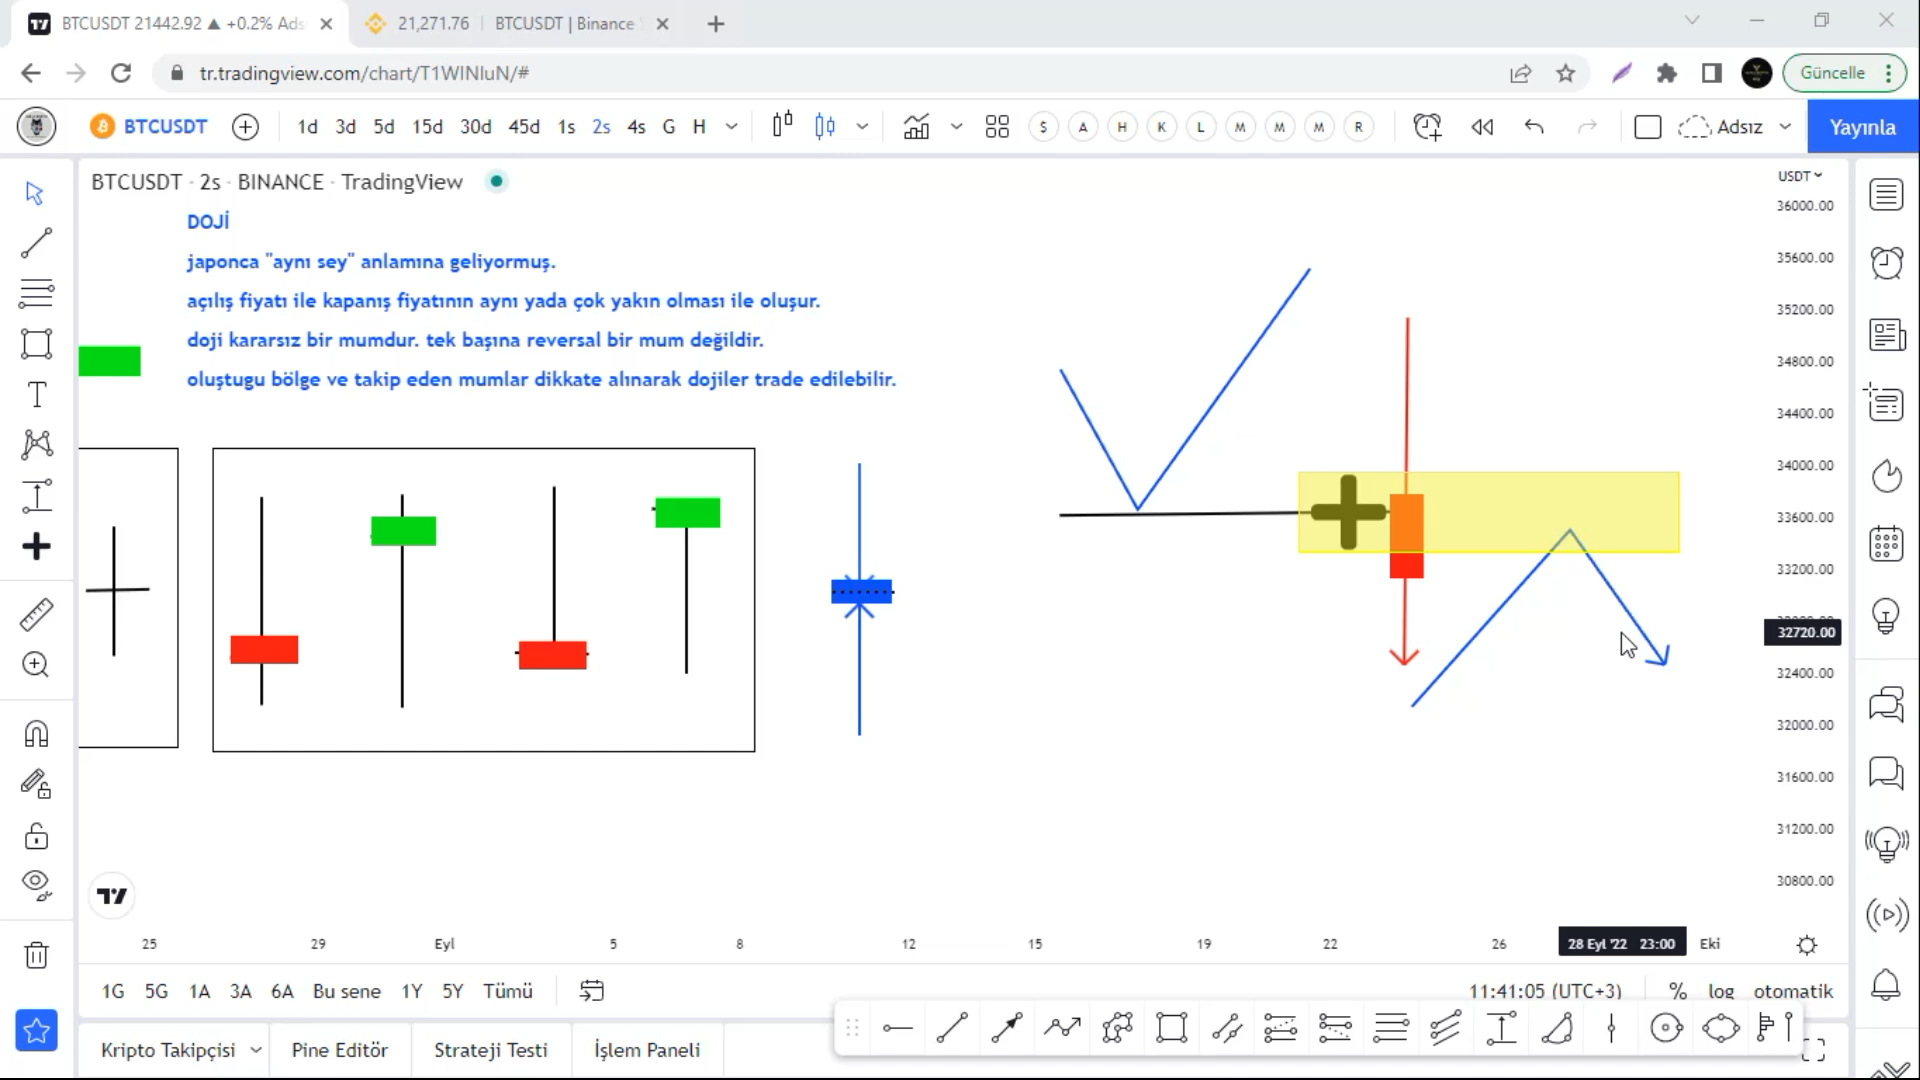 BTCUSDT 21442.92 ▲ +0.2% Ads
21,271.76 | BTCUSDT | Binance S
tr.tradingview.com/chart/T1WINluN/#
Güncelle
BTCUSDT
1d 3d 5d 15d 30d 45d 1s 2s 4s G H
$ A H K L M M M R
Adsız
Yayınla
BTCUSDT · 2s · BINANCE · TradingView
USDT
DOJİ
japonca "aynı sey" anlamına geliyormuş.
açılış fiyatı ile kapanış fiyatının aynı yada çok yakın olması ile oluşur.
doji kararsız bir mumdur. tek başına reversal bir mum değildir.
oluştugu bölge ve takip eden mumlar dikkate alınarak dojiler trade edilebilir.
36000.00
35600.00
35200.00
34800.00
34400.00
34000.00
33600.00
33200.00
32720.00
32400.00
32000.00
31600.00
31200.00
30800.00
25 29 Eyl 5 8 12 15 19 22 26 28 Eyl '22 23:00 Eki
1G 5G 1A 3A 6A Bu sene 1Y 5Y Tümü
11:41:05 (UTC+3) % log otomatik
Kripto Takipçisi Pine Editör Strateji Testi İşlem Paneli